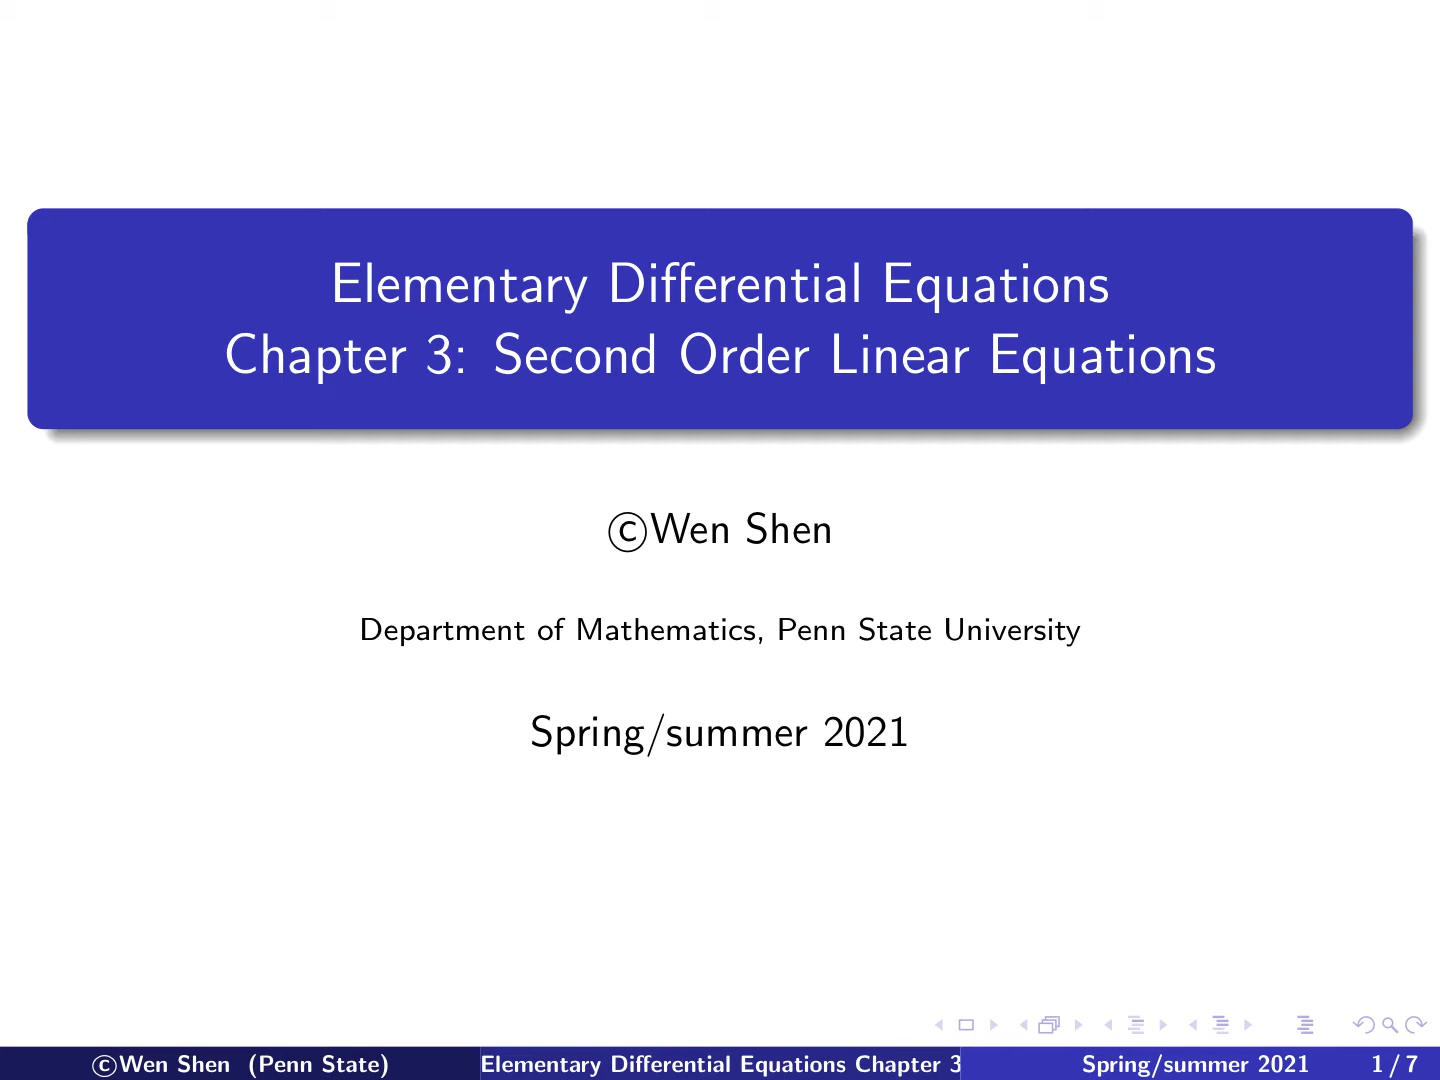 Elementary Differential Equations
Chapter 3: Second Order Linear Equations
©Wen Shen
Department of Mathematics, Penn State University
Spring/summer 2021
©Wen Shen (Penn State)
Elementary Differential Equations Chapter 3
Spring/summer 2021
1 / 7